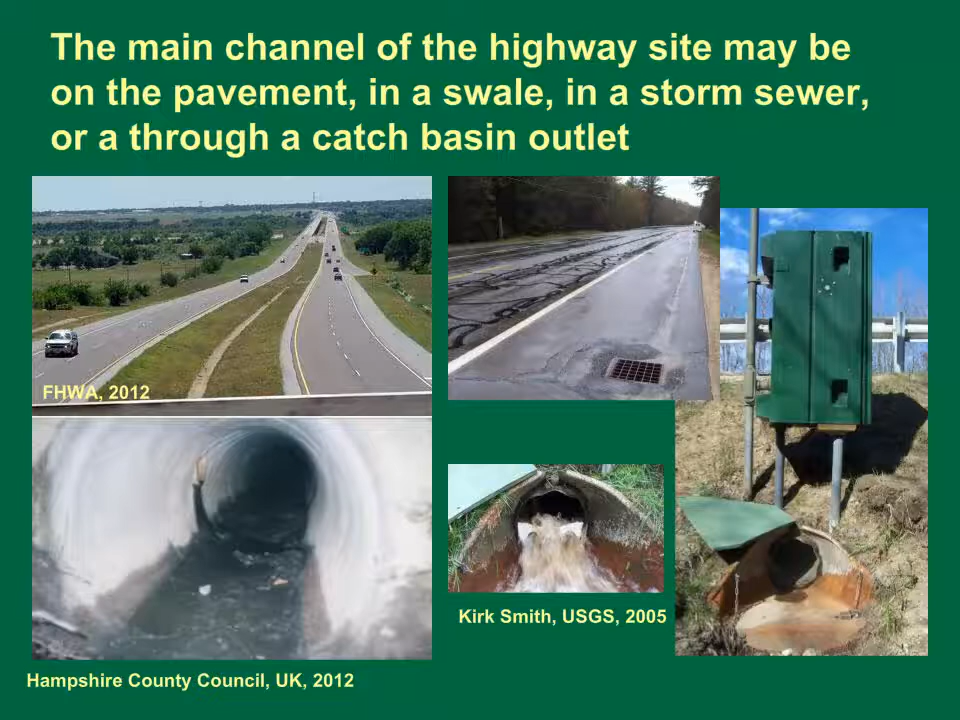 The main channel of the highway site may be
on the pavement, in a swale, in a storm sewer,
or a through a catch basin outlet
FHWA, 2012
Kirk Smith, USGS, 2005
Hampshire County Council, UK, 2012